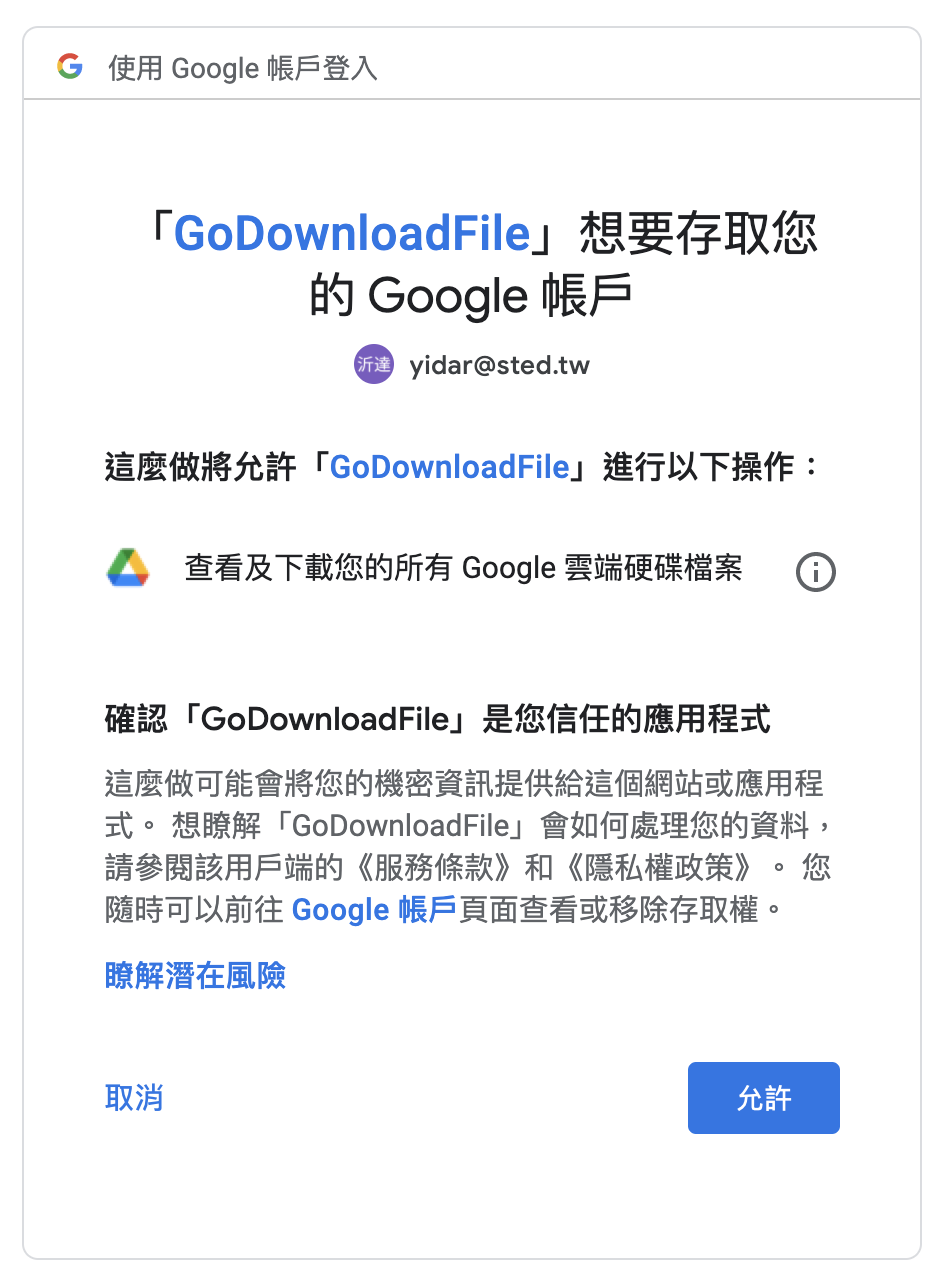 使用 Google 帳戶登入
「GoDownloadFile」想要存取您
的 Google 帳戶
沂達 yidar@sted.tw
這麼做將允許「GoDownloadFile」進行以下操作：
查看及下載您的所有 Google 雲端硬碟檔案
確認「GoDownloadFile」是您信任的應用程式
這麼做可能會將您的機密資訊提供給這個網站或應用程
式。 想瞭解「GoDownloadFile」會如何處理您的資料，
請參閱該用戶端的《服務條款》和《隱私權政策》。 您
隨時可以前往 Google 帳戶頁面查看或移除存取權。
瞭解潛在風險
取消
允許